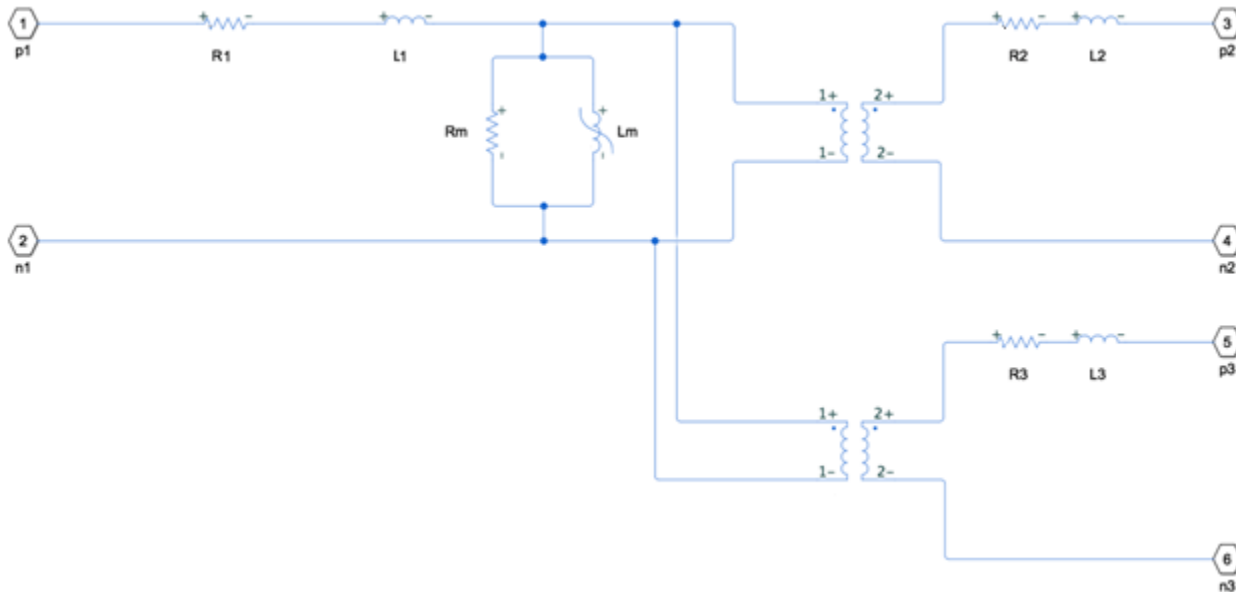 1
p1
R1
L1
Rm
Lm
1+
1-
2+
2-
R2
L2
3
p2
2
n1
4
n2
1+
1-
2+
2-
R3
L3
5
p3
6
n3